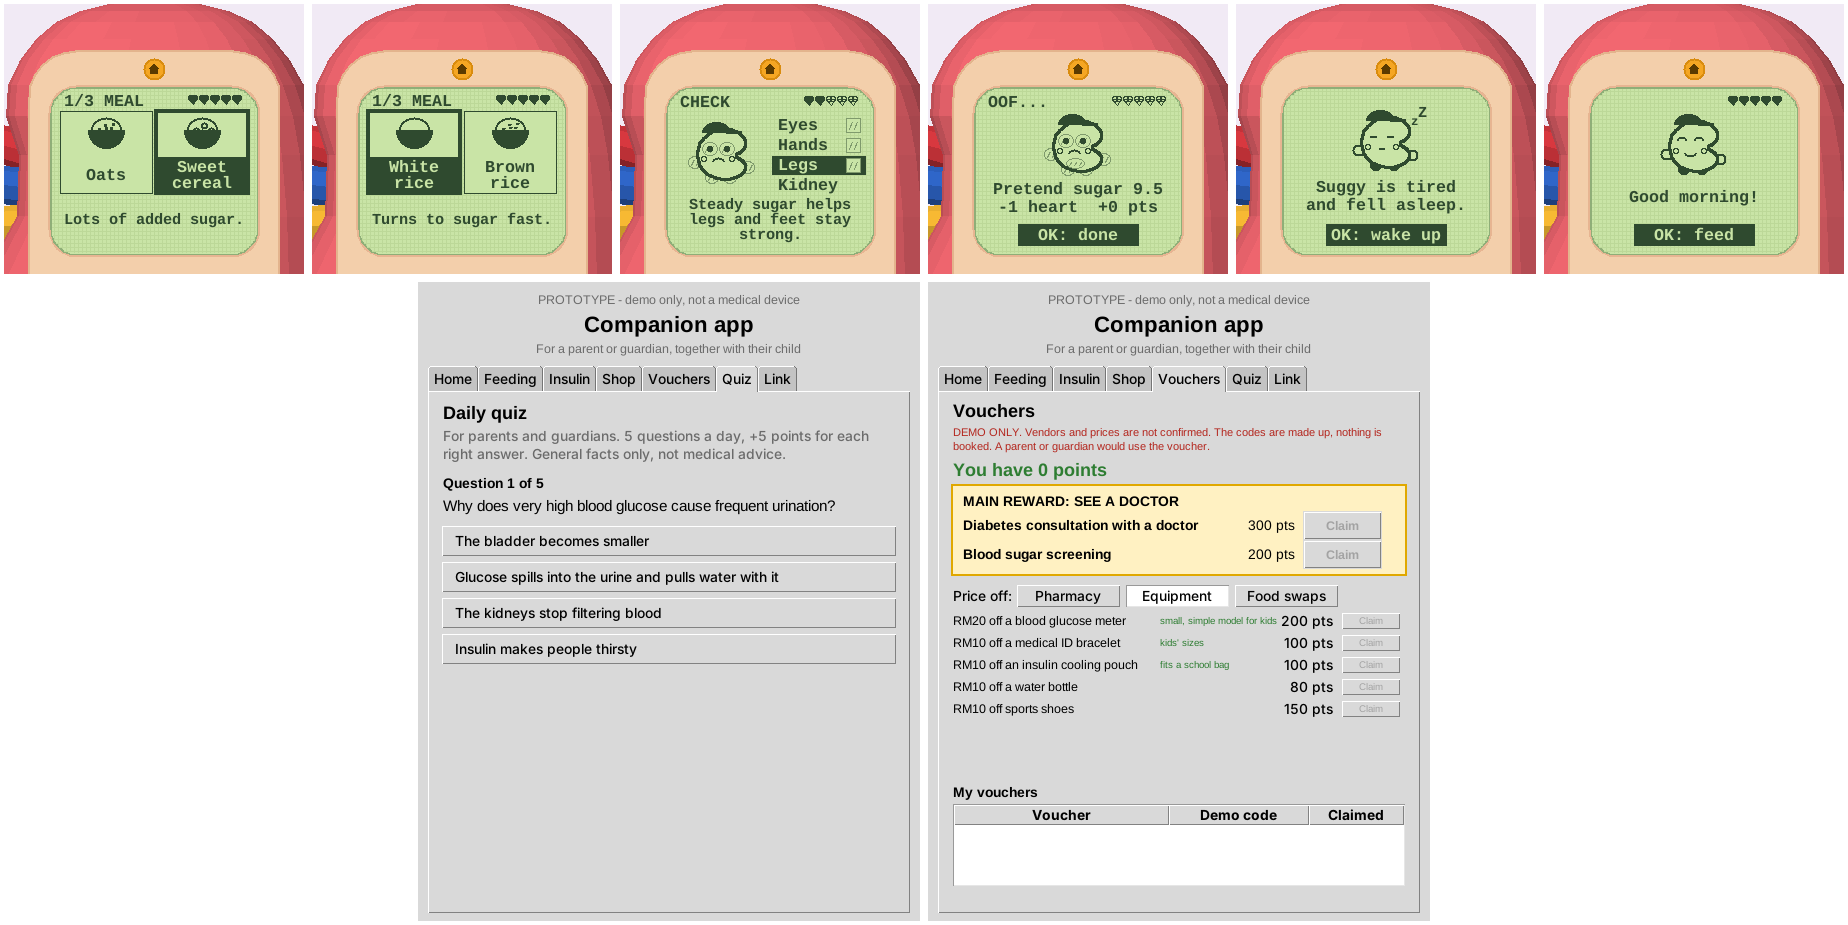 1/3 MEAL
Oats
Sweet
cereal
Lots of added sugar.
1/3 MEAL
White
rice
Brown
rice
Turns to sugar fast.
CHECK
Eyes
Hands
Legs
Kidney
Steady sugar helps
legs and feet stay
strong.
OOF...
Pretend sugar 9.5
-1 heart +0 pts
OK: done
zZ
Suggy is tired
and fell asleep.
OK: wake up
Good morning!
OK: feed
PROTOTYPE - demo only, not a medical device
Companion app
For a parent or guardian, together with their child
Home Feeding Insulin Shop Vouchers Quiz Link
Daily quiz
For parents and guardians. 5 questions a day, +5 points for each
right answer. General facts only, not medical advice.
Question 1 of 5
Why does very high blood glucose cause frequent urination?
The bladder becomes smaller
Glucose spills into the urine and pulls water with it
The kidneys stop filtering blood
Insulin makes people thirsty
PROTOTYPE - demo only, not a medical device
Companion app
For a parent or guardian, together with their child
Home Feeding Insulin Shop Vouchers Quiz Link
Vouchers
DEMO ONLY. Vendors and prices are not confirmed. The codes are made up, nothing is
booked. A parent or guardian would use the voucher.
You have 0 points
MAIN REWARD: SEE A DOCTOR
Diabetes consultation with a doctor 300 pts Claim
Blood sugar screening 200 pts Claim
Price off: Pharmacy Equipment Food swaps
RM20 off a blood glucose meter small, simple model for kids 200 pts Claim
RM10 off a medical ID bracelet kids' sizes 100 pts Claim
RM10 off an insulin cooling pouch fits a school bag 100 pts Claim
RM10 off a water bottle 80 pts Claim
RM10 off sports shoes 150 pts Claim
My vouchers
Voucher Demo code Claimed